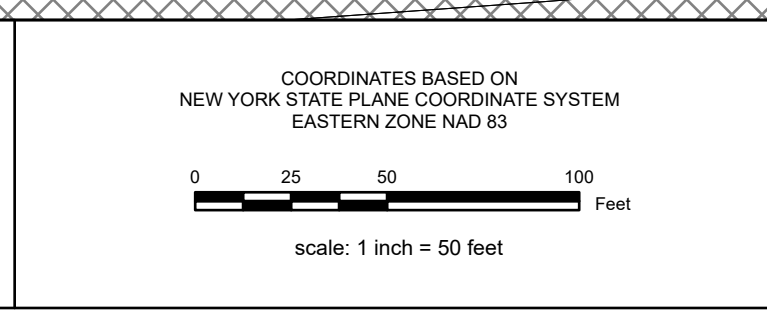 COORDINATES BASED ON
NEW YORK STATE PLANE COORDINATE SYSTEM
EASTERN ZONE NAD 83
0 25 50 100
Feet
scale: 1 inch = 50 feet